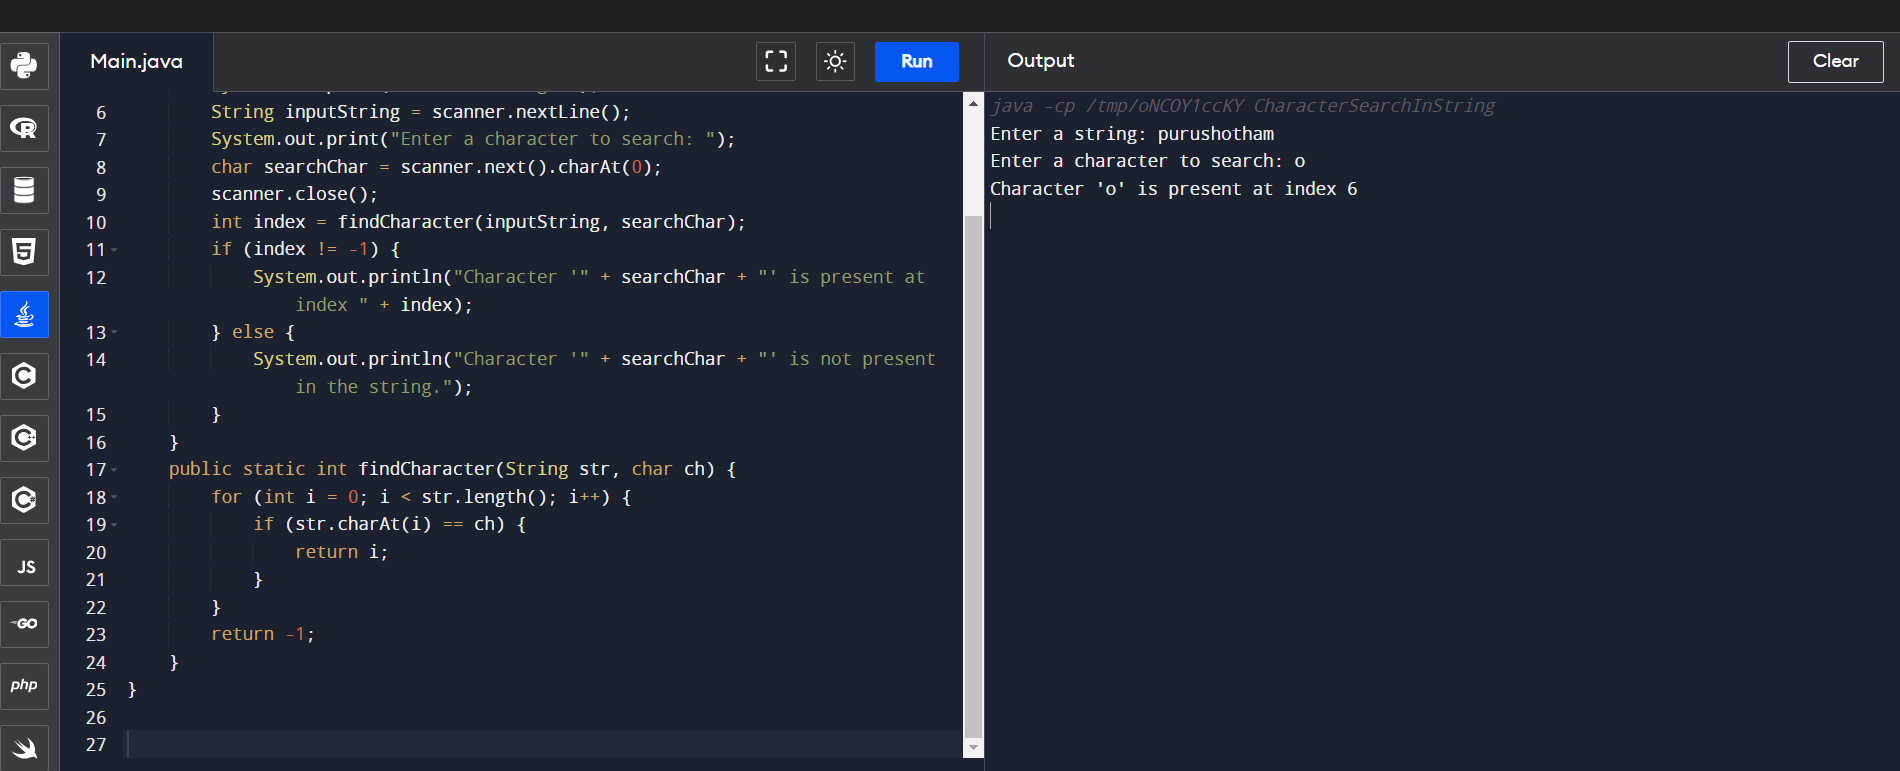 Main.java
Run
Output
Clear
6 String inputString = scanner.nextLine();
7 System.out.print("Enter a character to search: ");
8 char searchChar = scanner.next().charAt(0);
9 scanner.close();
10 int index = findCharacter(inputString, searchChar);
11 if (index != -1) {
12 System.out.println("Character '" + searchChar + "' is present at
index " + index);
13 } else {
14 System.out.println("Character '" + searchChar + "' is not present
in the string.");
15 }
16 }
17 public static int findCharacter(String str, char ch) {
18 for (int i = 0; i < str.length(); i++) {
19 if (str.charAt(i) == ch) {
20 return i;
21 }
22 }
23 return -1;
24 }
25 }
26
27
java -cp /tmp/oNCOY1ccKY CharacterSearchInString
Enter a string: purushotham
Enter a character to search: o
Character 'o' is present at index 6
R
5
C
C++
C#
JS
GO
php